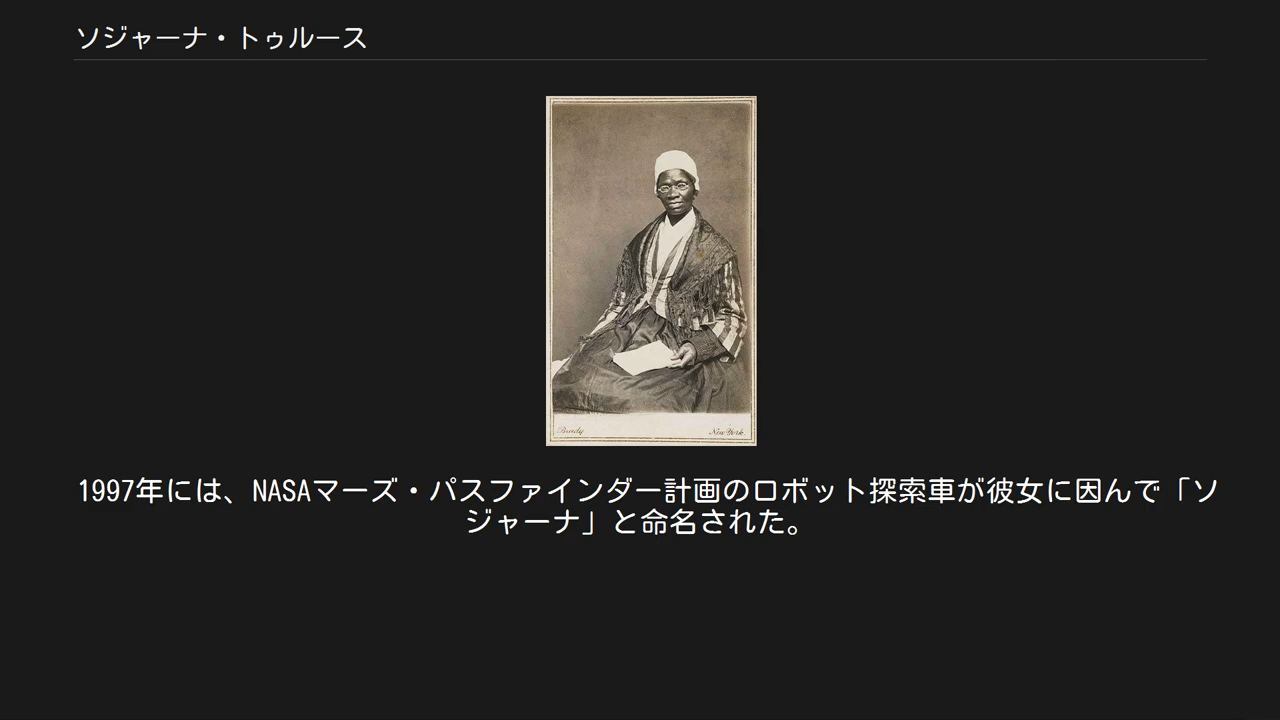 ソジャーナ・トゥルース
Brady
New York.
1997年には、NASAマーズ・パスファインダー計画のロボット探索車が彼女に因んで「ソ
ジャーナ」と命名された。